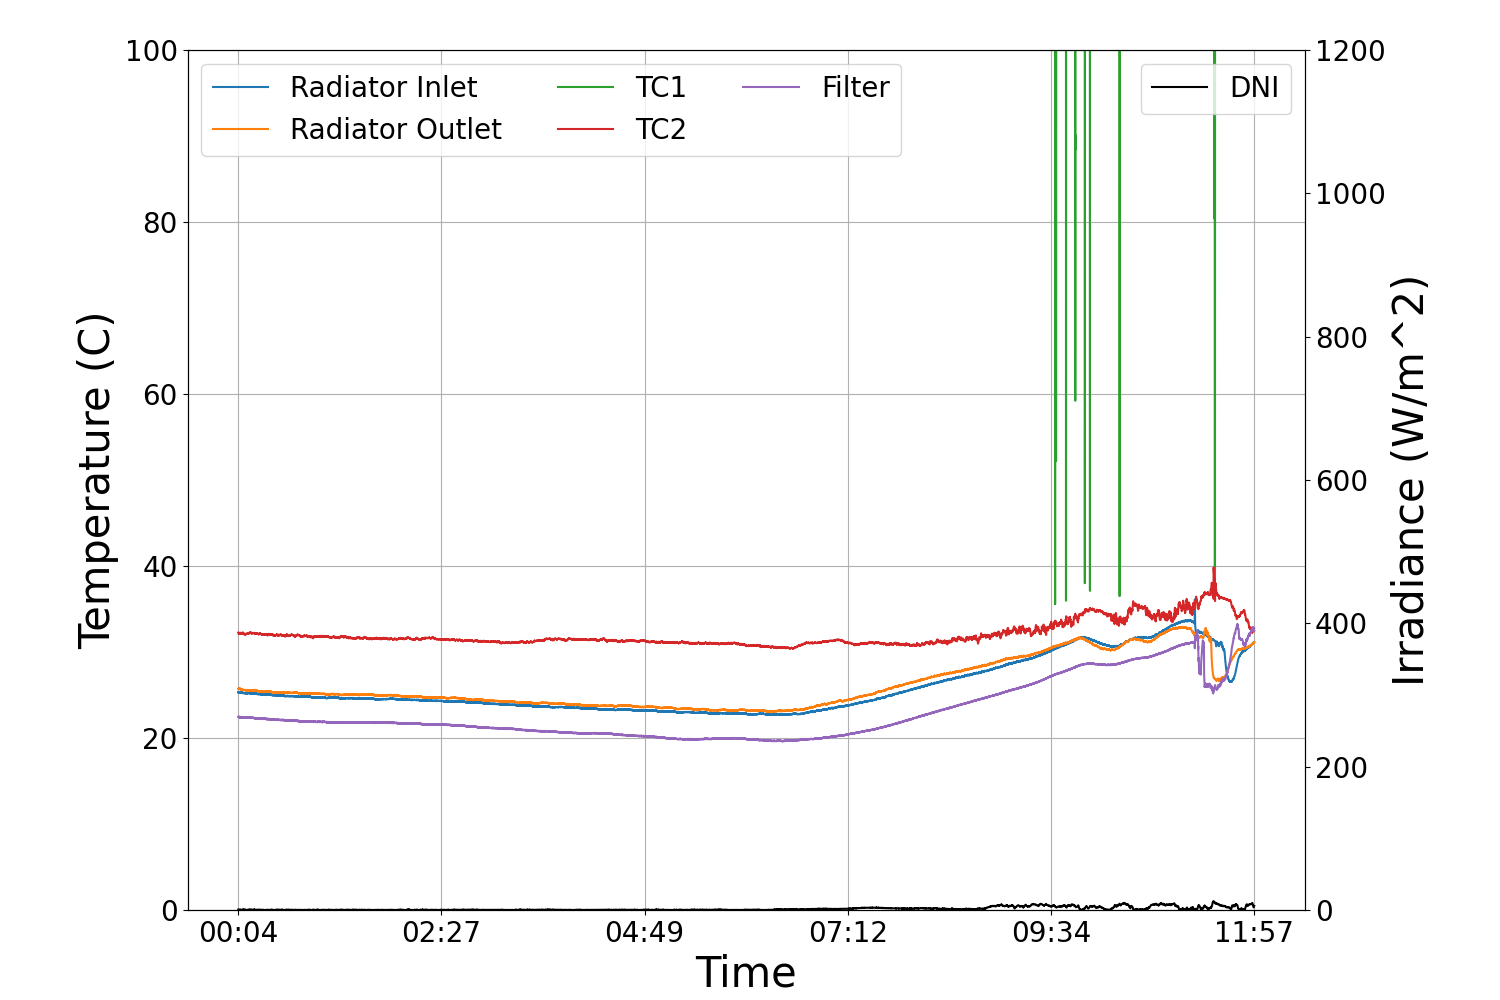 Radiator Inlet
Radiator Outlet
TC1
TC2
Filter
DNI
Temperature (C)
100
80
60
40
20
0
1200
1000
800
600
400
200
0
Irradiance (W/m^2)
00:04 02:27 04:49 07:12 09:34 11:57
Time